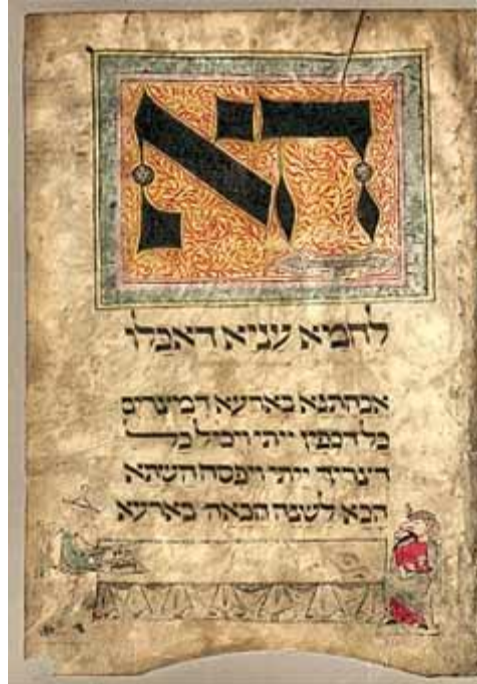 הא
לחמא עניא דאכלו
אבהתנא בארעא דמיצרים
כל דכפין ייתי ויכול כל
דצריך ייתי ויפסח השתא
הכא לשנה הבאה בארעא